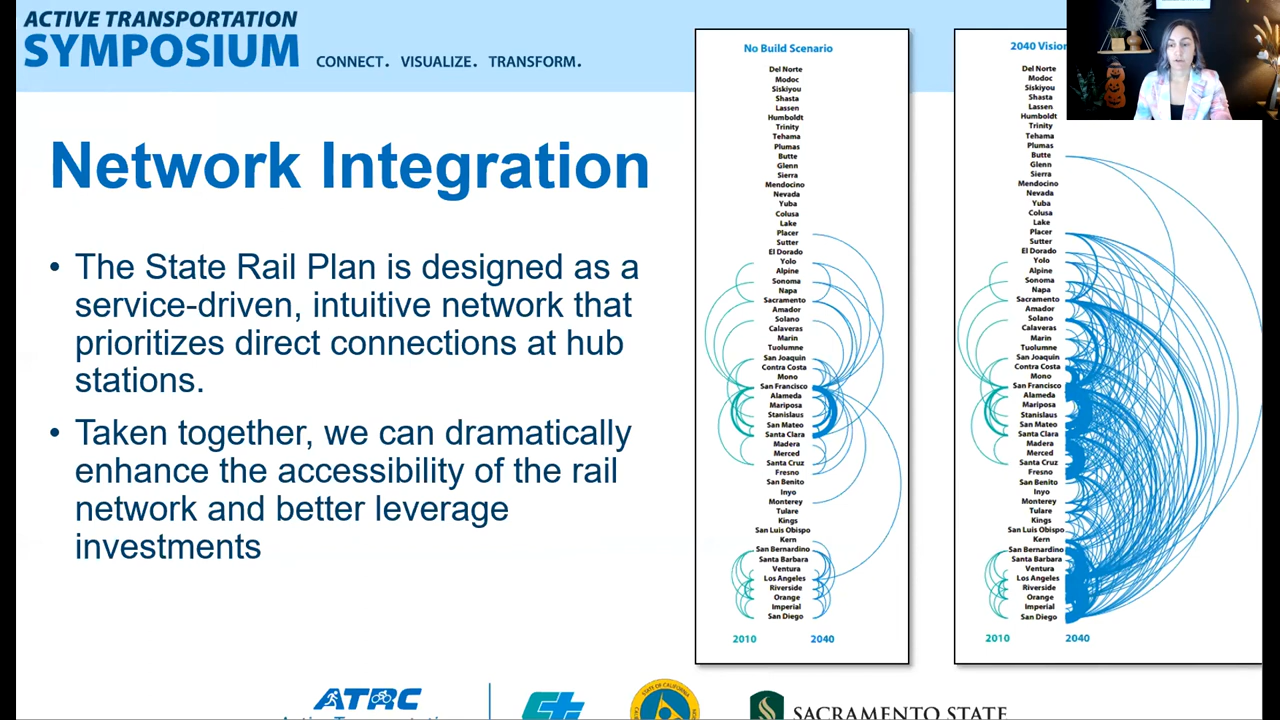 ACTIVE TRANSPORTATION
SYMPOSIUM
CONNECT. VISUALIZE. TRANSFORM.
Network Integration
• The State Rail Plan is designed as a
service-driven, intuitive network that
prioritizes direct connections at hub
stations.
• Taken together, we can dramatically
enhance the accessibility of the rail
network and better leverage
investments
No Build Scenario
Del Norte
Modoc
Siskiyou
Shasta
Lassen
Humboldt
Trinity
Tehama
Plumas
Butte
Glenn
Sierra
Mendocino
Nevada
Yuba
Colusa
Lake
Placer
Sutter
El Dorado
Yolo
Alpine
Sonoma
Napa
Sacramento
Amador
Solano
Calaveras
Marin
Tuolumne
San Joaquin
Contra Costa
Mono
San Francisco
Alameda
Mariposa
Stanislaus
San Mateo
Santa Clara
Madera
Merced
Santa Cruz
Fresno
San Benito
Inyo
Monterey
Tulare
Kings
San Luis Obispo
Kern
San Bernardino
Santa Barbara
Ventura
Los Angeles
Riverside
Orange
Imperial
San Diego
2010 2040
2040 Vision
Del Norte
Modoc
Siskiyou
Shasta
Lassen
Humboldt
Trinity
Tehama
Plumas
Butte
Glenn
Sierra
Mendocino
Nevada
Yuba
Colusa
Lake
Placer
Sutter
El Dorado
Yolo
Alpine
Sonoma
Napa
Sacramento
Amador
Solano
Calaveras
Marin
Tuolumne
San Joaquin
Contra Costa
Mono
San Francisco
Alameda
Mariposa
Stanislaus
San Mateo
Santa Clara
Madera
Merced
Santa Cruz
Fresno
San Benito
Inyo
Monterey
Tulare
Kings
San Luis Obispo
Kern
San Bernardino
Santa Barbara
Ventura
Los Angeles
Riverside
Orange
Imperial
San Diego
2010 2040
ATRC
Active Transportation
STATE OF CALIFORNIA
SACRAMENTO STATE